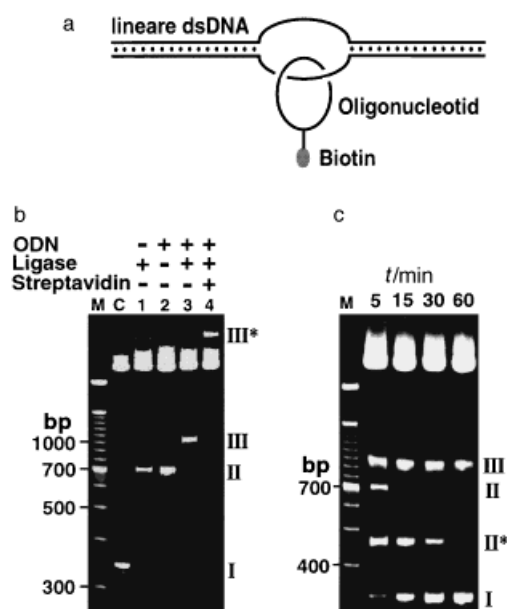 a
lineare dsDNA
Oligonucleotid
Biotin
b
ODN - + + +
Ligase + - + +
Streptavidin - - - +
M C 1 2 3 4
III*
bp
1000 III
700 II
500
300 I
c
t/min
M 5 15 30 60
bp III
700 II
II*
400
I